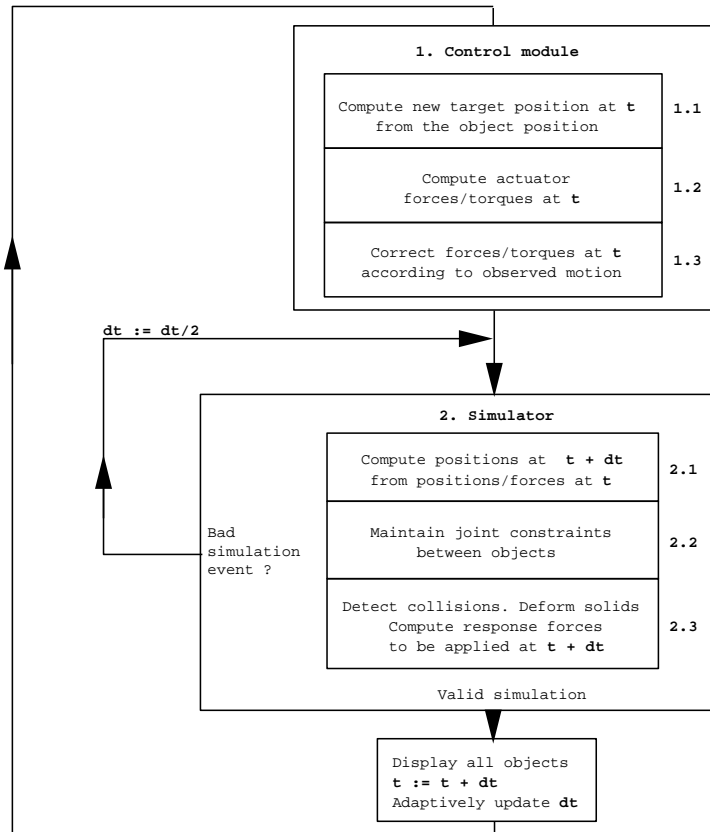 1. Control module
Compute new target position at t
from the object position
1.1
Compute actuator
forces/torques at t
1.2
Correct forces/torques at t
according to observed motion
1.3
dt := dt/2
2. Simulator
Compute positions at t + dt
from positions/forces at t
2.1
Bad
simulation
event ?
Maintain joint constraints
between objects
2.2
Detect collisions. Deform solids
Compute response forces
to be applied at t + dt
2.3
Valid simulation
Display all objects
t := t + dt
Adaptively update dt